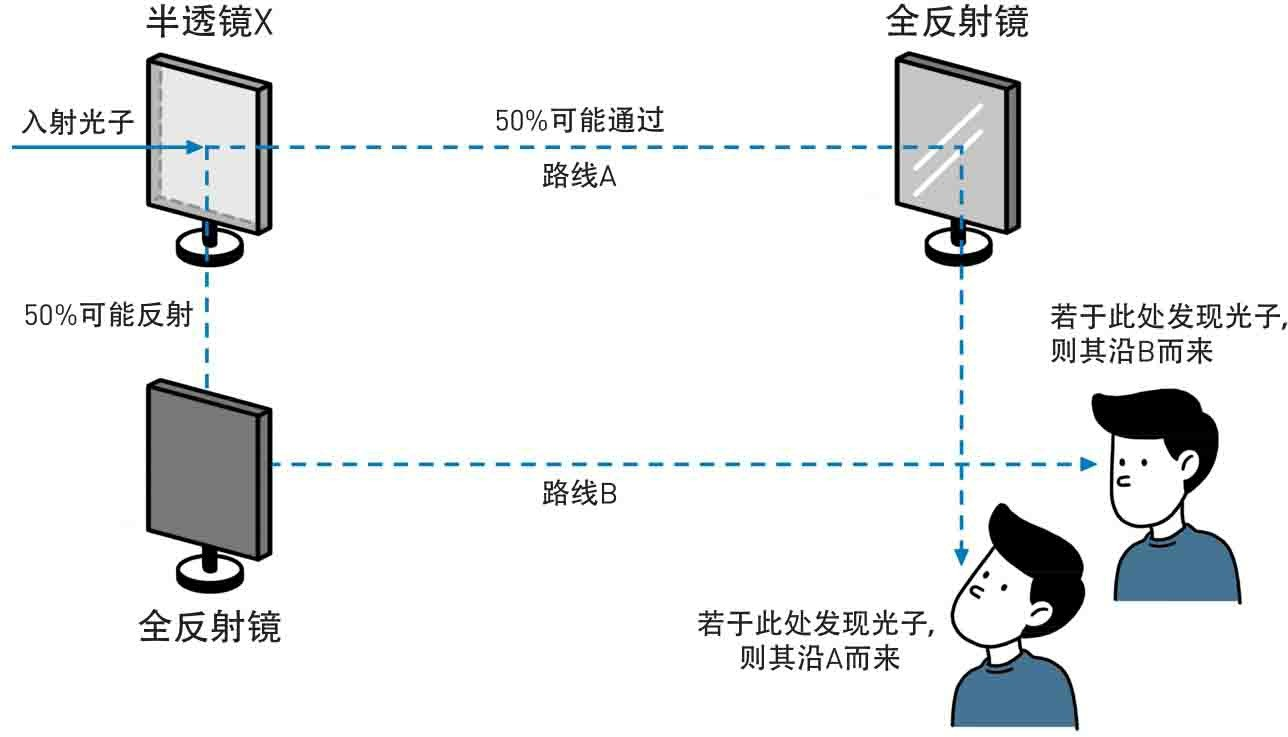 半透镜X
全反射镜
入射光子
50%可能通过
路线A
50%可能反射
若于此处发现光子,
则其沿B而来
路线B
全反射镜
若于此处发现光子,
则其沿A而来